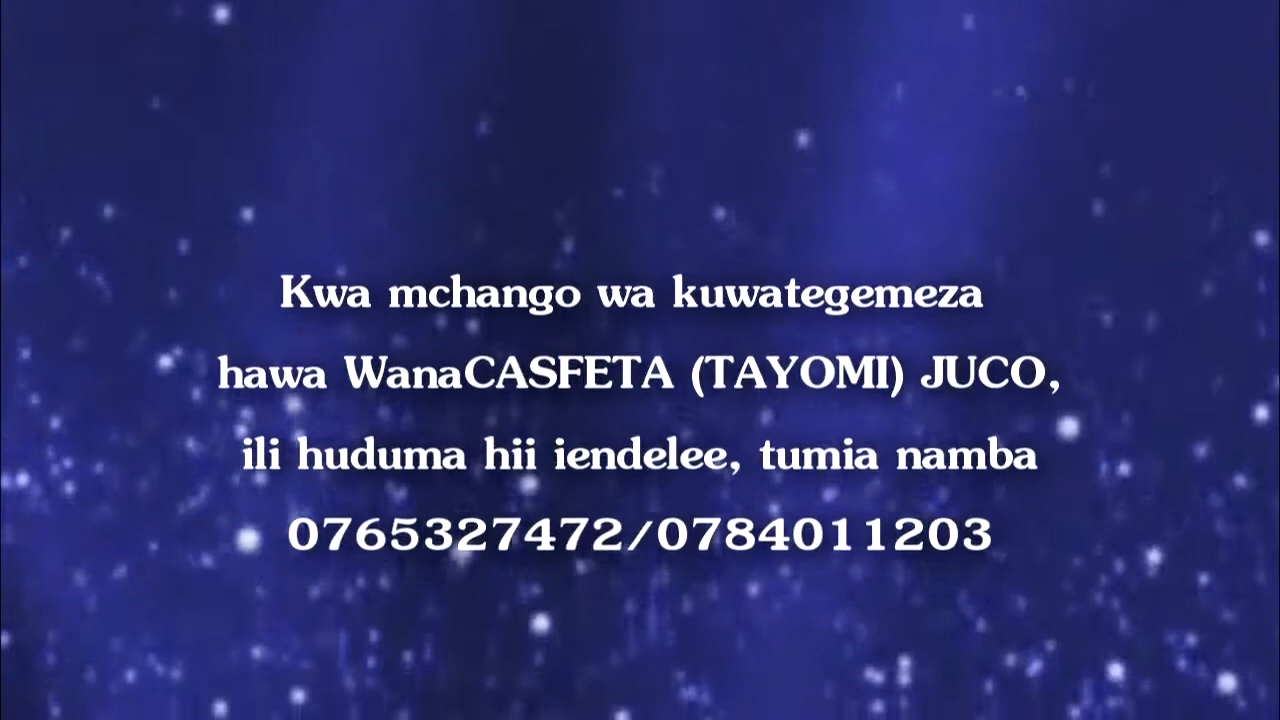 Kwa mchango wa kuwategemeza
hawa WanaCASFETA (TAYOMI) JUCO,
ili huduma hii iendelee, tumia namba
0765327472/0784011203